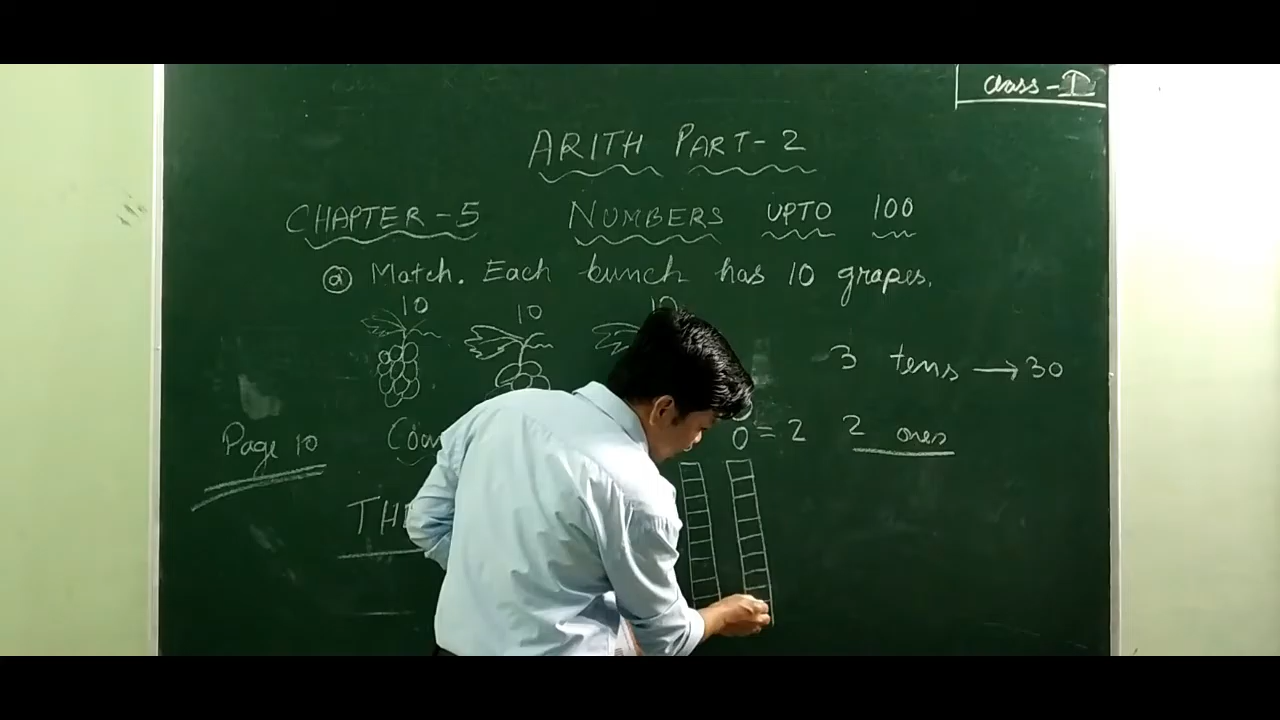 Class - I
ARITH PART - 2
CHAPTER - 5 NUMBERS UPTO 100
ⓐ Match. Each bunch has 10 grapes.
10 10 10
3 tens → 30
0 = 2 2 ones
Page 10